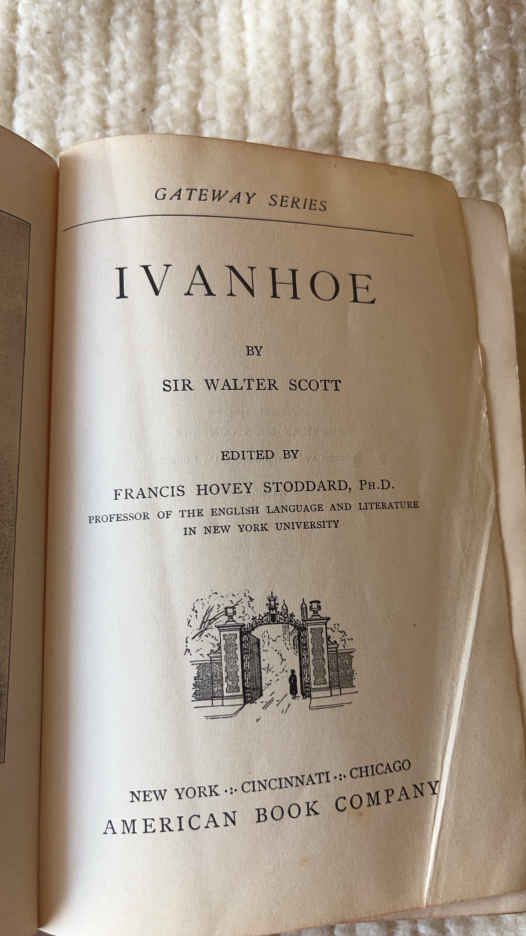 GATEWAY SERIES
IVANHOE
BY
SIR WALTER SCOTT
EDITED BY
FRANCIS HOVEY STODDARD, PH.D.
PROFESSOR OF THE ENGLISH LANGUAGE AND LITERATURE
IN NEW YORK UNIVERSITY
NEW YORK ·:· CINCINNATI ·:· CHICAGO
AMERICAN BOOK COMPANY